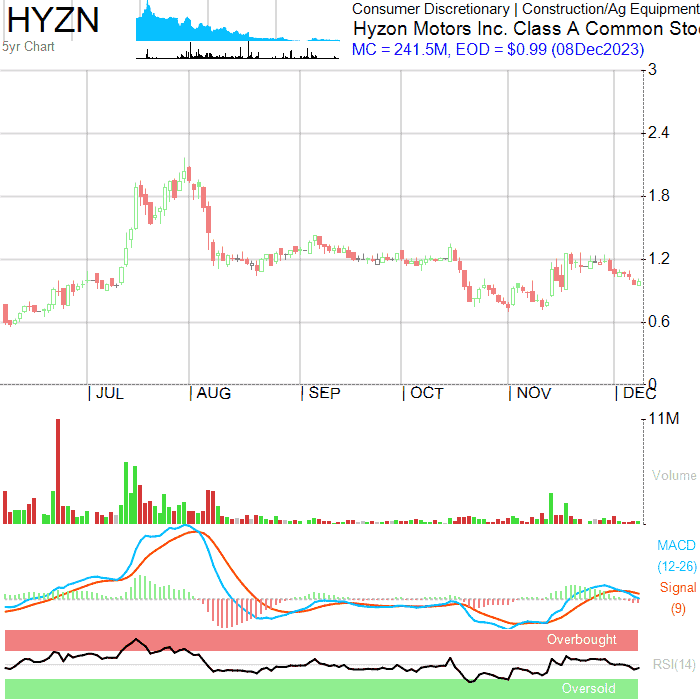 HYZN
5yr Chart
Consumer Discretionary | Construction/Ag Equipment
Hyzon Motors Inc. Class A Common Sto
MC = 241.5M, EOD = $0.99 (08Dec2023)
3
2.4
1.8
1.2
0.6
0
JUL AUG SEP OCT NOV DEC
11M
Volume
MACD
(12-26)
Signal
(9)
Overbought
RSI(14)
Oversold